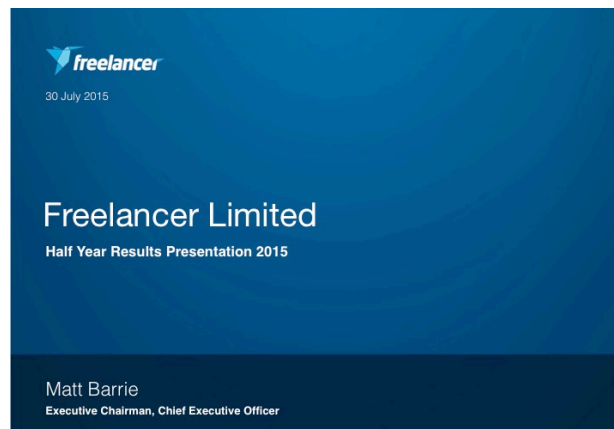 freelancer
30 July 2015
Freelancer Limited
Half Year Results Presentation 2015
Matt Barrie
Executive Chairman, Chief Executive Officer